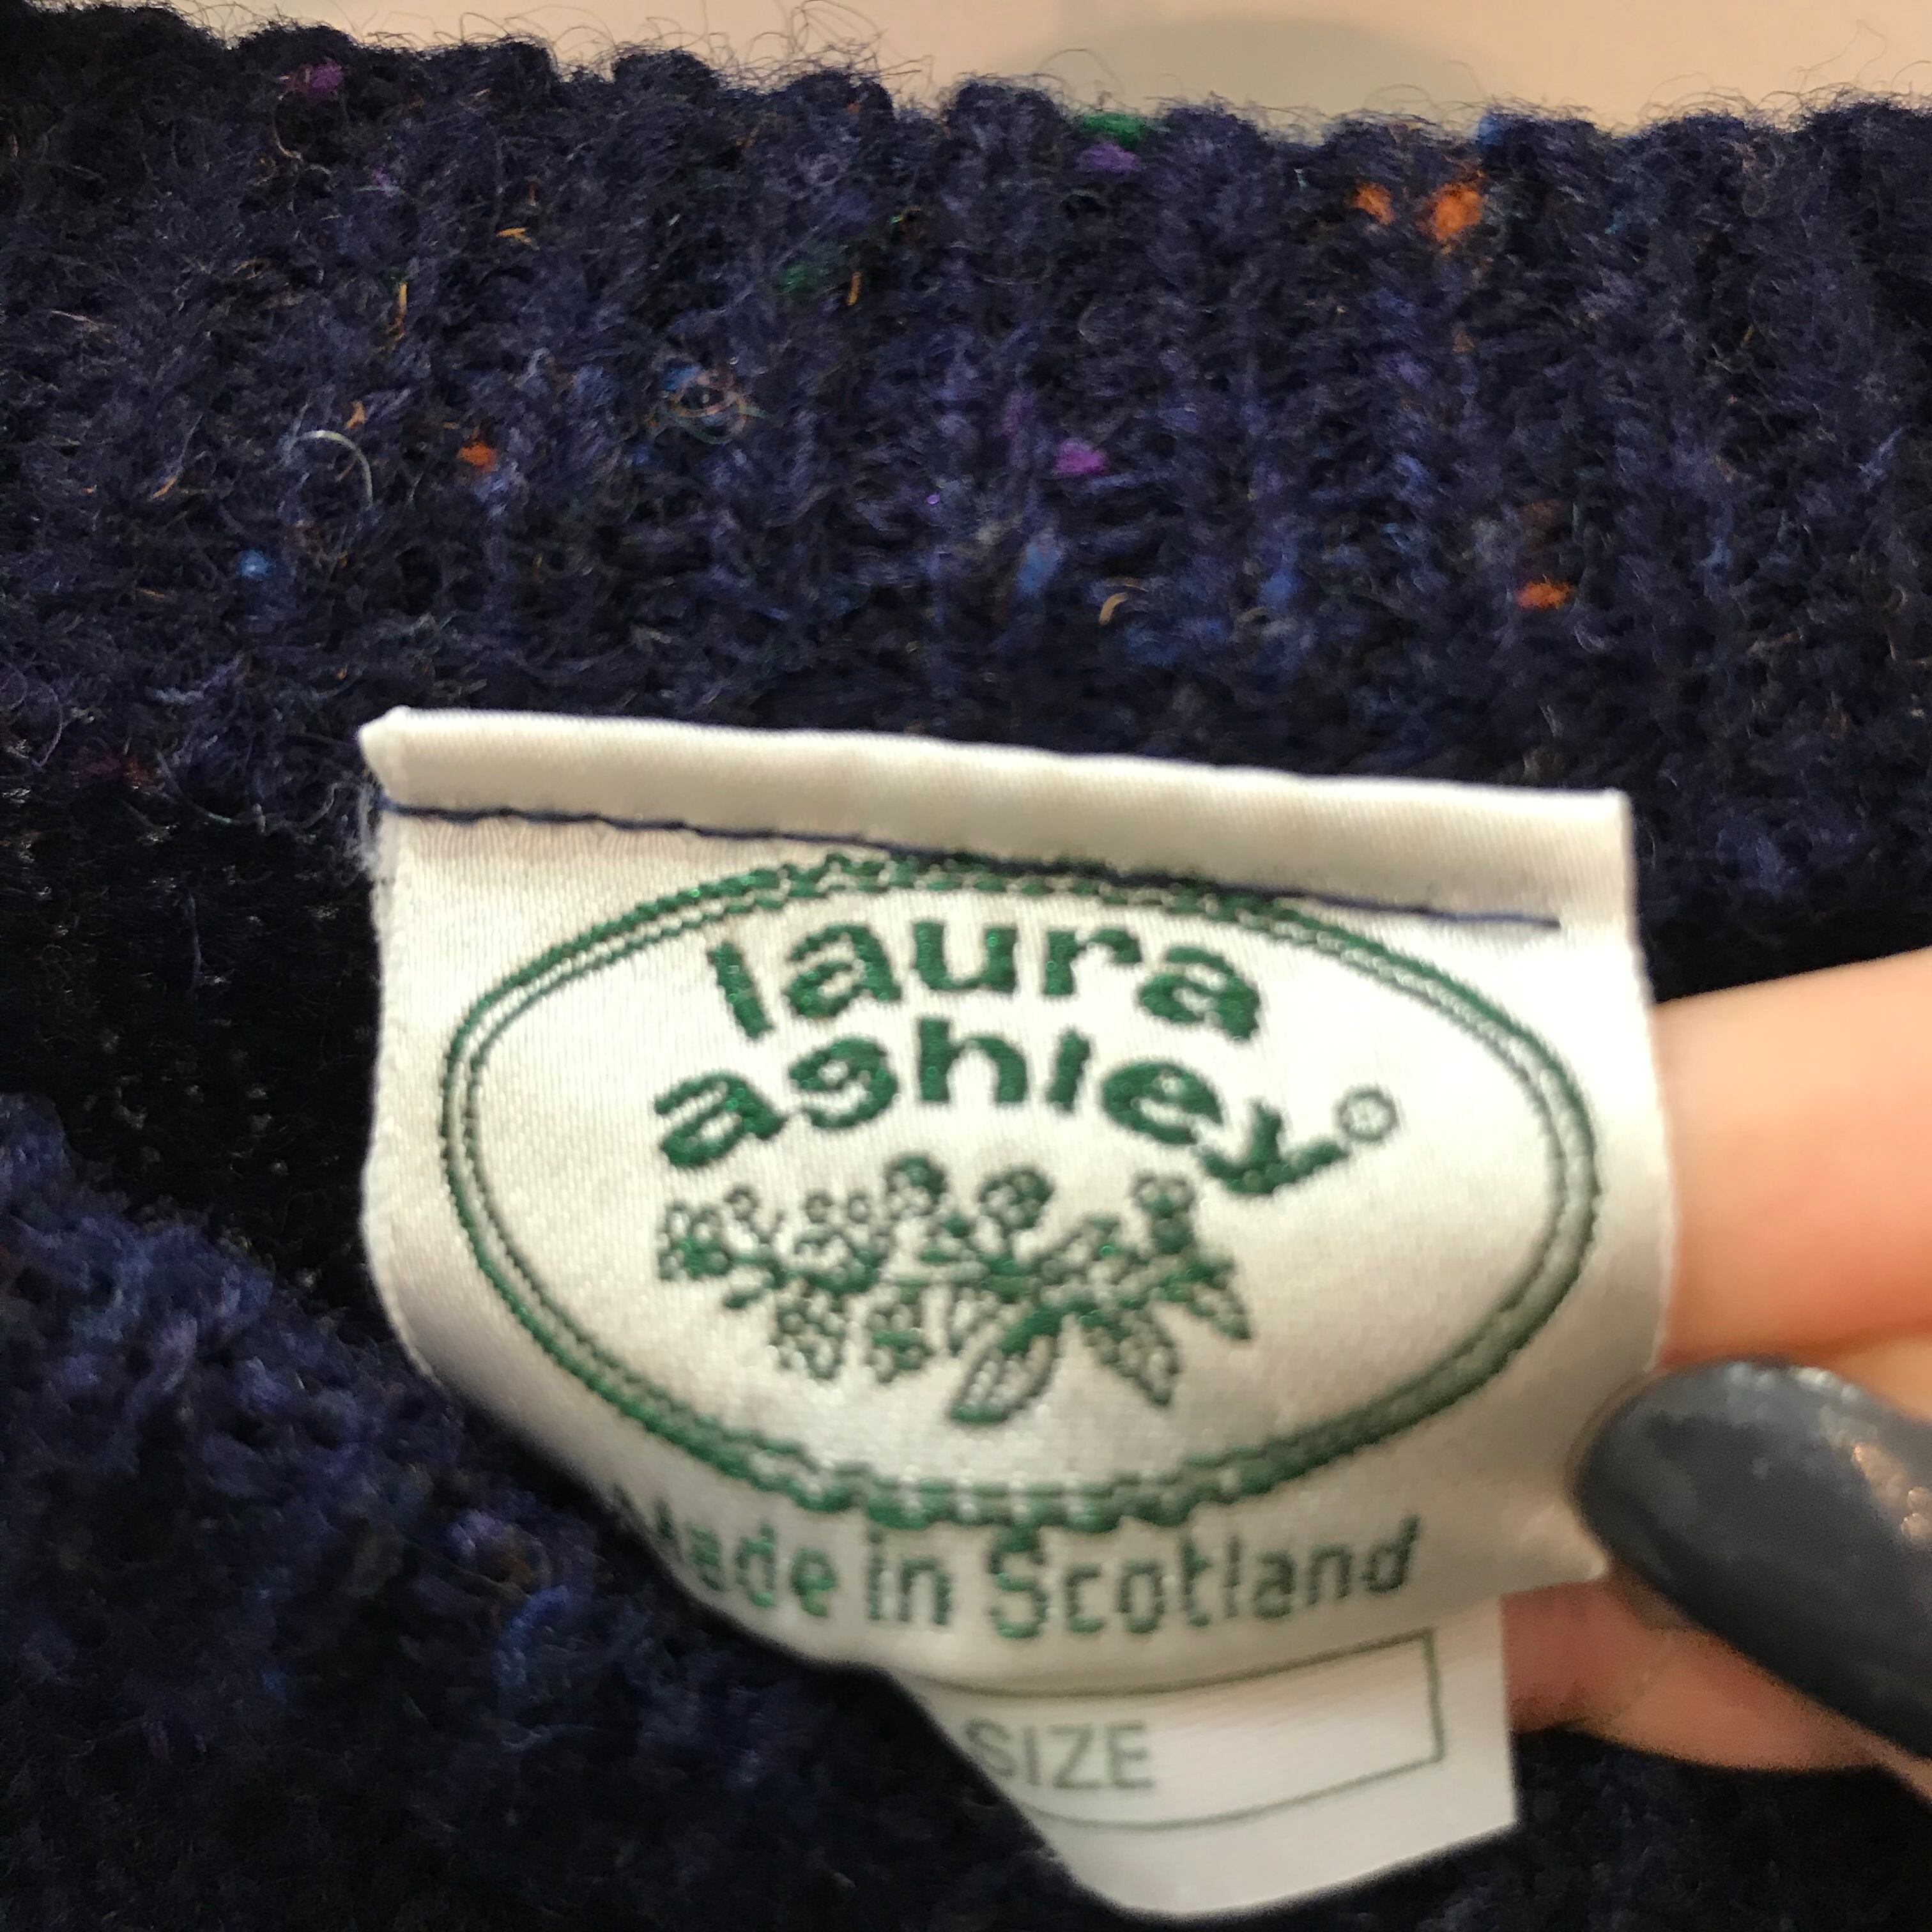 laura
ashley®
Made in Scotland
SIZE